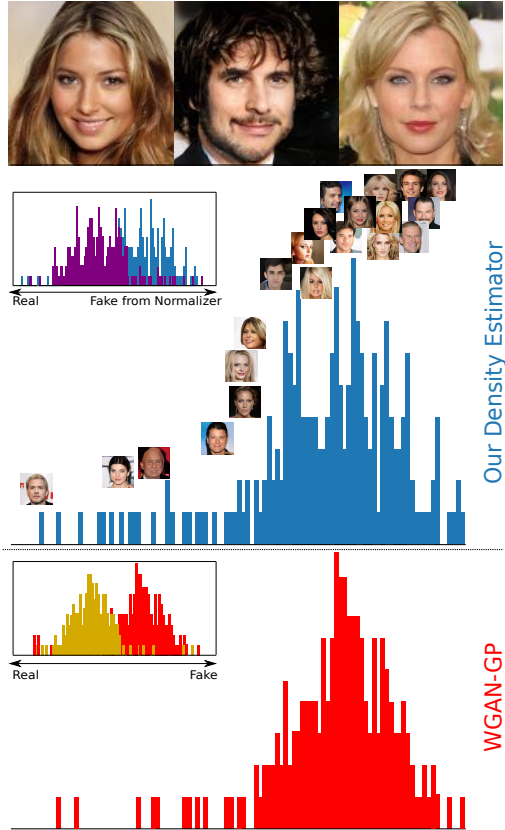 Real
Fake from Normalizer
Our Density Estimator
Real
Fake
WGAN-GP